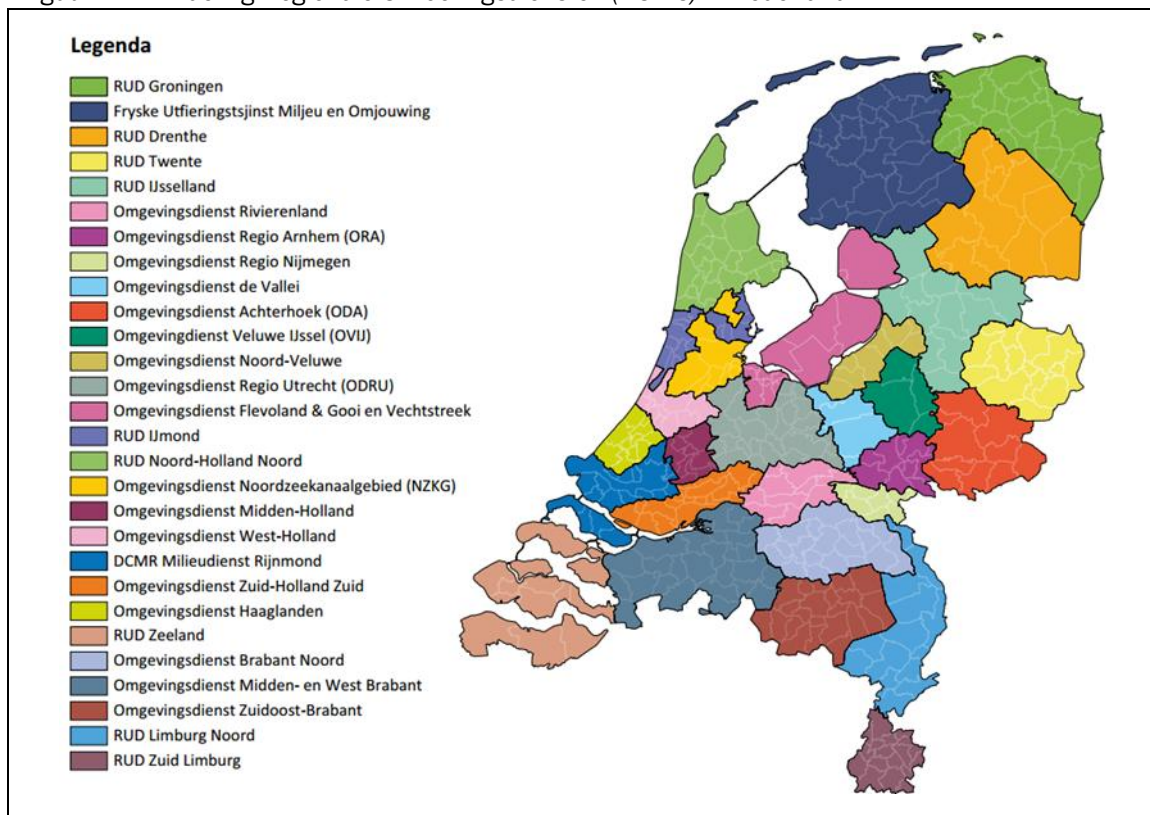 Legenda
RUD Groningen
Fryske Utfieringstsjinst Miljeu en Omjouwing
RUD Drenthe
RUD Twente
RUD IJsselland
Omgevingsdienst Rivierenland
Omgevingsdienst Regio Arnhem (ORA)
Omgevingsdienst Regio Nijmegen
Omgevingsdienst de Vallei
Omgevingsdienst Achterhoek (ODA)
Omgevingdienst Veluwe IJssel (OVIJ)
Omgevingsdienst Noord-Veluwe
Omgevingsdienst Regio Utrecht (ODRU)
Omgevingsdienst Flevoland & Gooi en Vechtstreek
RUD IJmond
RUD Noord-Holland Noord
Omgevingsdienst Noordzeekanaalgebied (NZKG)
Omgevingsdienst Midden-Holland
Omgevingsdienst West-Holland
DCMR Milieudienst Rijnmond
Omgevingsdienst Zuid-Holland Zuid
Omgevingsdienst Haaglanden
RUD Zeeland
Omgevingsdienst Brabant Noord
Omgevingsdienst Midden- en West Brabant
Omgevingsdienst Zuidoost-Brabant
RUD Limburg Noord
RUD Zuid Limburg